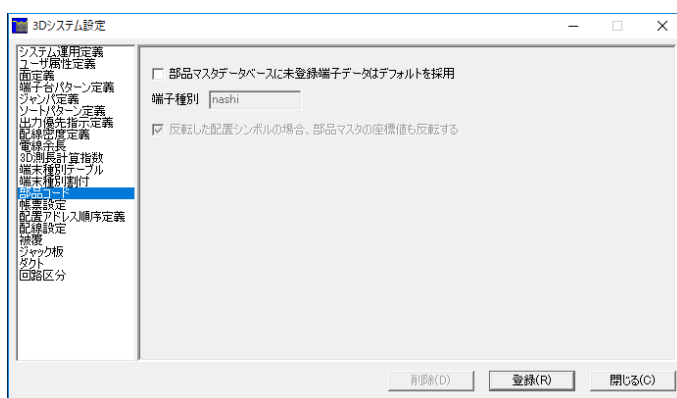 3Dシステム設定
システム運用定義
ユーザ属性定義
面定義
端子台パターン定義
ジャンパ定義
ソートパターン定義
出力優先指示定義
配線密度定義
電線余長
3D測長計算指数
端末種別テーブル
端末種別割付
部品コード
帳票設定
配置アドレス順序定義
配線設定
被覆
ジャック板
ダクト
回路区分
部品マスタデータベースに未登録端子データはデフォルトを採用
端子種別 nashi
反転した配置シンボルの場合、部品マスタの座標値も反転する
削除(D) 登録(R) 閉じる(C)